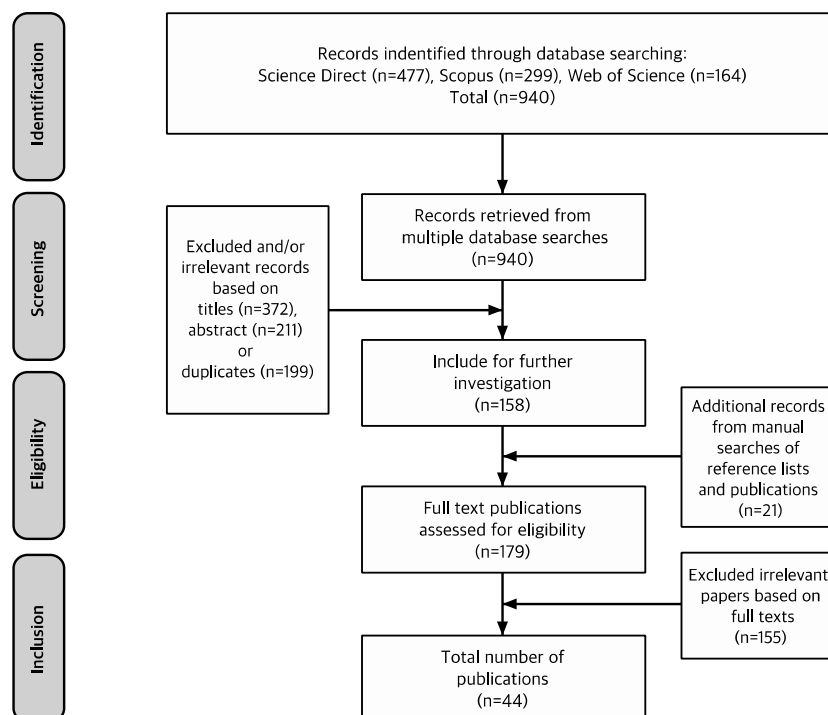 Identification
Records indentified through database searching:
Science Direct (n=477), Scopus (n=299), Web of Science (n=164)
Total (n=940)
Screening
Records retrieved from
multiple database searches
(n=940)
Excluded and/or
irrelevant records
based on
titles (n=372),
abstract (n=211)
or
duplicates (n=199)
Include for further
investigation
(n=158)
Eligibility
Additional records
from manual
searches of
reference lists
and publications
(n=21)
Full text publications
assessed for eligibility
(n=179)
Inclusion
Excluded irrelevant
papers based on
full texts
(n=155)
Total number of
publications
(n=44)